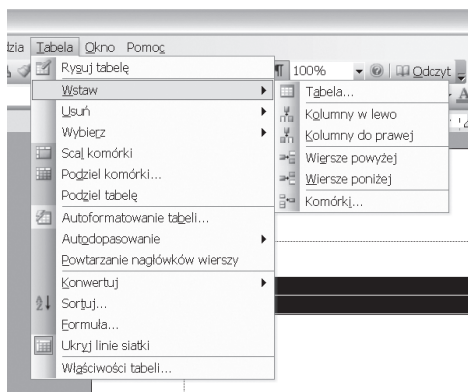 dzia Tabela Okno Pomoc
Rysuj tabelę
100% Odczyt
Wstaw
Tabela...
Usuń
Kolumny w lewo
Wybierz
Kolumny do prawej
Scal komórki
Wiersze powyżej
Podziel komórki...
Wiersze poniżej
Podziel tabelę
Komórki...
Autoformatowanie tabeli...
Autodopasowanie
Powtarzanie nagłówków wierszy
Konwertuj
Sortuj...
Formuła...
Ukryj linie siatki
Właściwości tabeli...